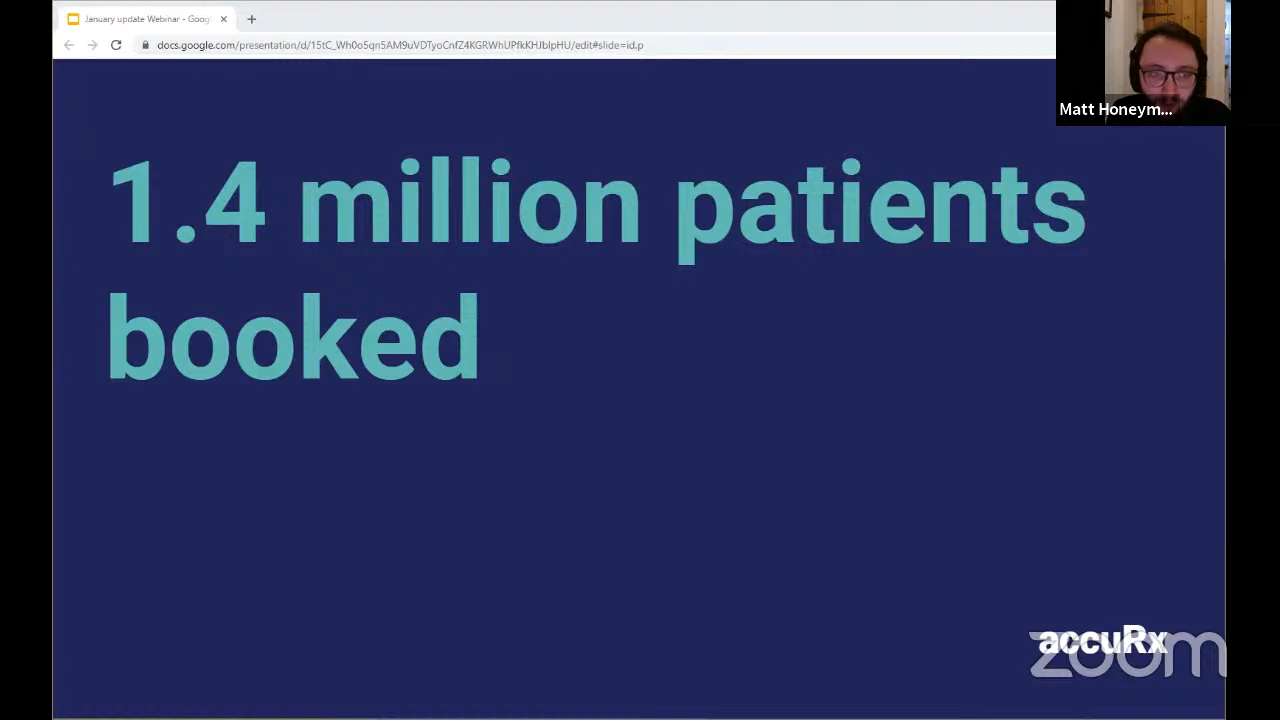 January update Webinar - Goog
docs.google.com/presentation/d/15tC_Wh0o5qn5AM9uVDTyoCnfZ4KGRWhUPfkKHJblpHU/edit#slide=id.p
Matt Honeym...
1.4 million patients
booked
accuRx
zoom